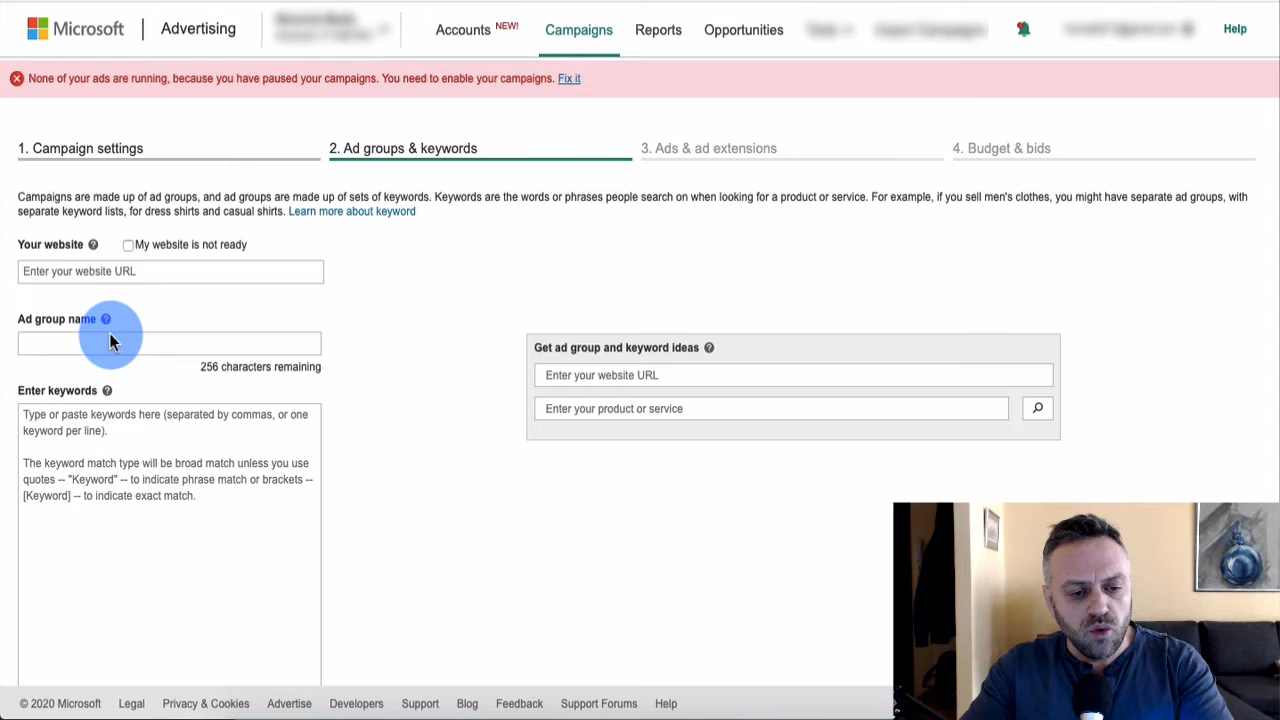 Microsoft | Advertising
Accounts NEW!
Campaigns
Reports
Opportunities
Help
None of your ads are running, because you have paused your campaigns. You need to enable your campaigns. Fix it
1. Campaign settings
2. Ad groups & keywords
3. Ads & ad extensions
4. Budget & bids
Campaigns are made up of ad groups, and ad groups are made up of sets of keywords. Keywords are the words or phrases people search on when looking for a product or service. For example, if you sell men's clothes, you might have separate ad groups, with
separate keyword lists, for dress shirts and casual shirts. Learn more about keyword
Your website
My website is not ready
Enter your website URL
Ad group name
256 characters remaining
Enter keywords
Type or paste keywords here (separated by commas, or one
keyword per line).
The keyword match type will be broad match unless you use
quotes -- "Keyword" -- to indicate phrase match or brackets --
[Keyword] -- to indicate exact match.
Get ad group and keyword ideas
Enter your website URL
Enter your product or service
© 2020 Microsoft
Legal
Privacy & Cookies
Advertise
Developers
Support
Blog
Feedback
Support Forums
Help